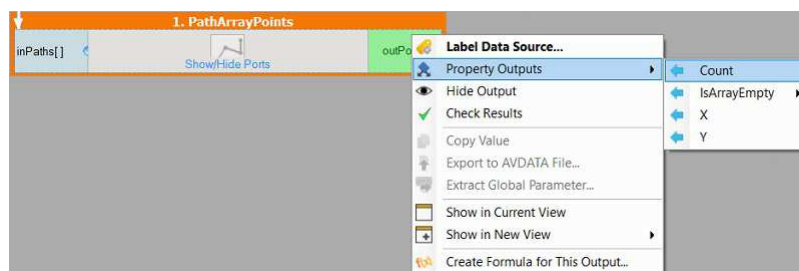 1. PathArrayPoints
inPaths[]
Show/Hide Ports
outPo
Label Data Source...
Property Outputs
Hide Output
Check Results
Copy Value
Export to AVDATA File...
Extract Global Parameter...
Show in Current View
Show in New View
Create Formula for This Output...
Count
IsArrayEmpty
X
Y